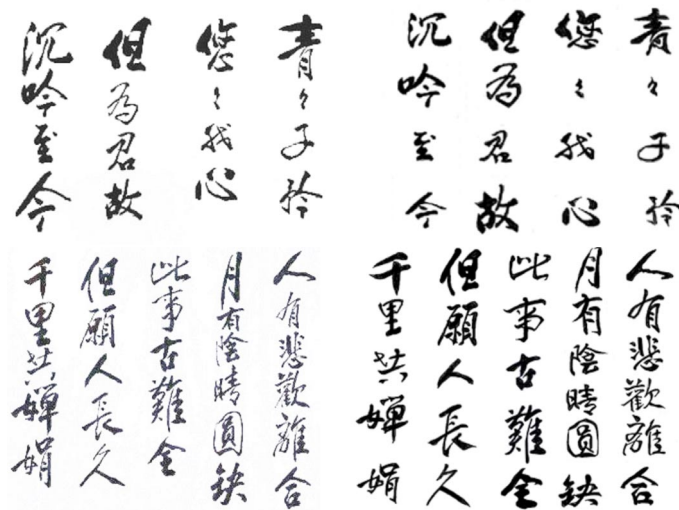 青々子衿
悠々我心
但為君故
沉吟至今
青々子衿
悠々我心
但為君故
沉吟至今
人有悲歡離合
月有陰晴圓缺
此事古難全
但願人長久
千里共嬋娟
人有悲歡離合
月有陰晴圓缺
此事古難全
但願人長久
千里共嬋娟